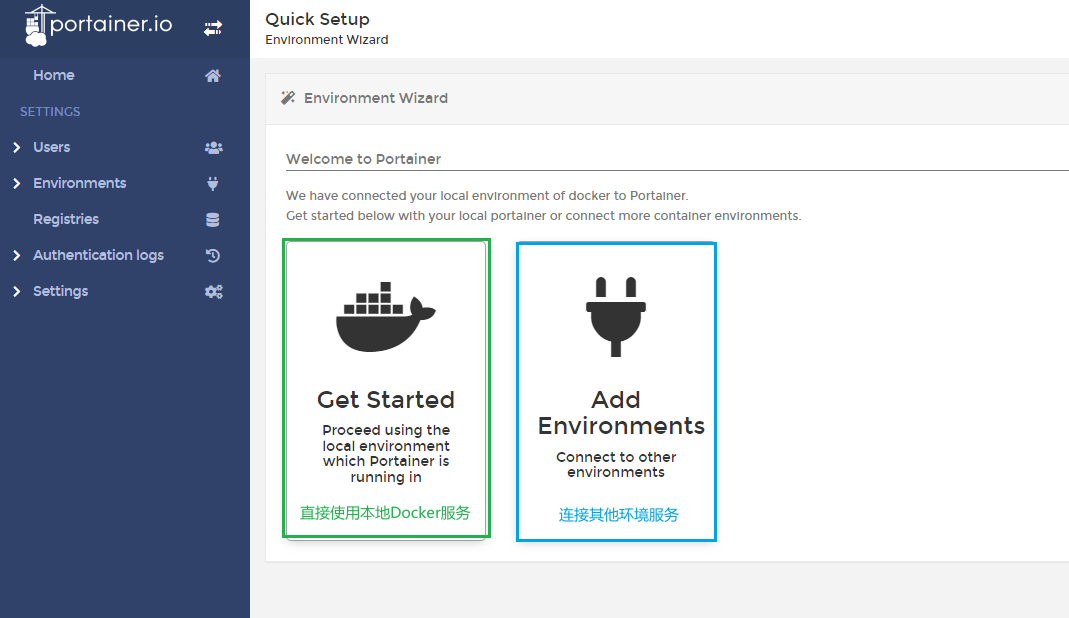 portainer.io
Home
SETTINGS
Users
Environments
Registries
Authentication logs
Settings
Quick Setup
Environment Wizard
Environment Wizard
Welcome to Portainer
We have connected your local environment of docker to Portainer.
Get started below with your local portainer or connect more container environments.
Get Started
Proceed using the
local environment
which Portainer is
running in
直接使用本地Docker服务
Add
Environments
Connect to other
environments
连接其他环境服务